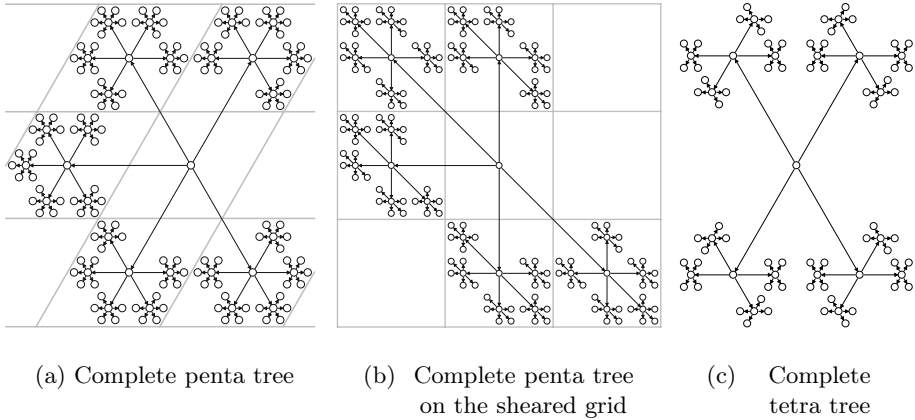 (a) Complete penta tree
(b) Complete penta tree
on the sheared grid
(c) Complete
tetra tree